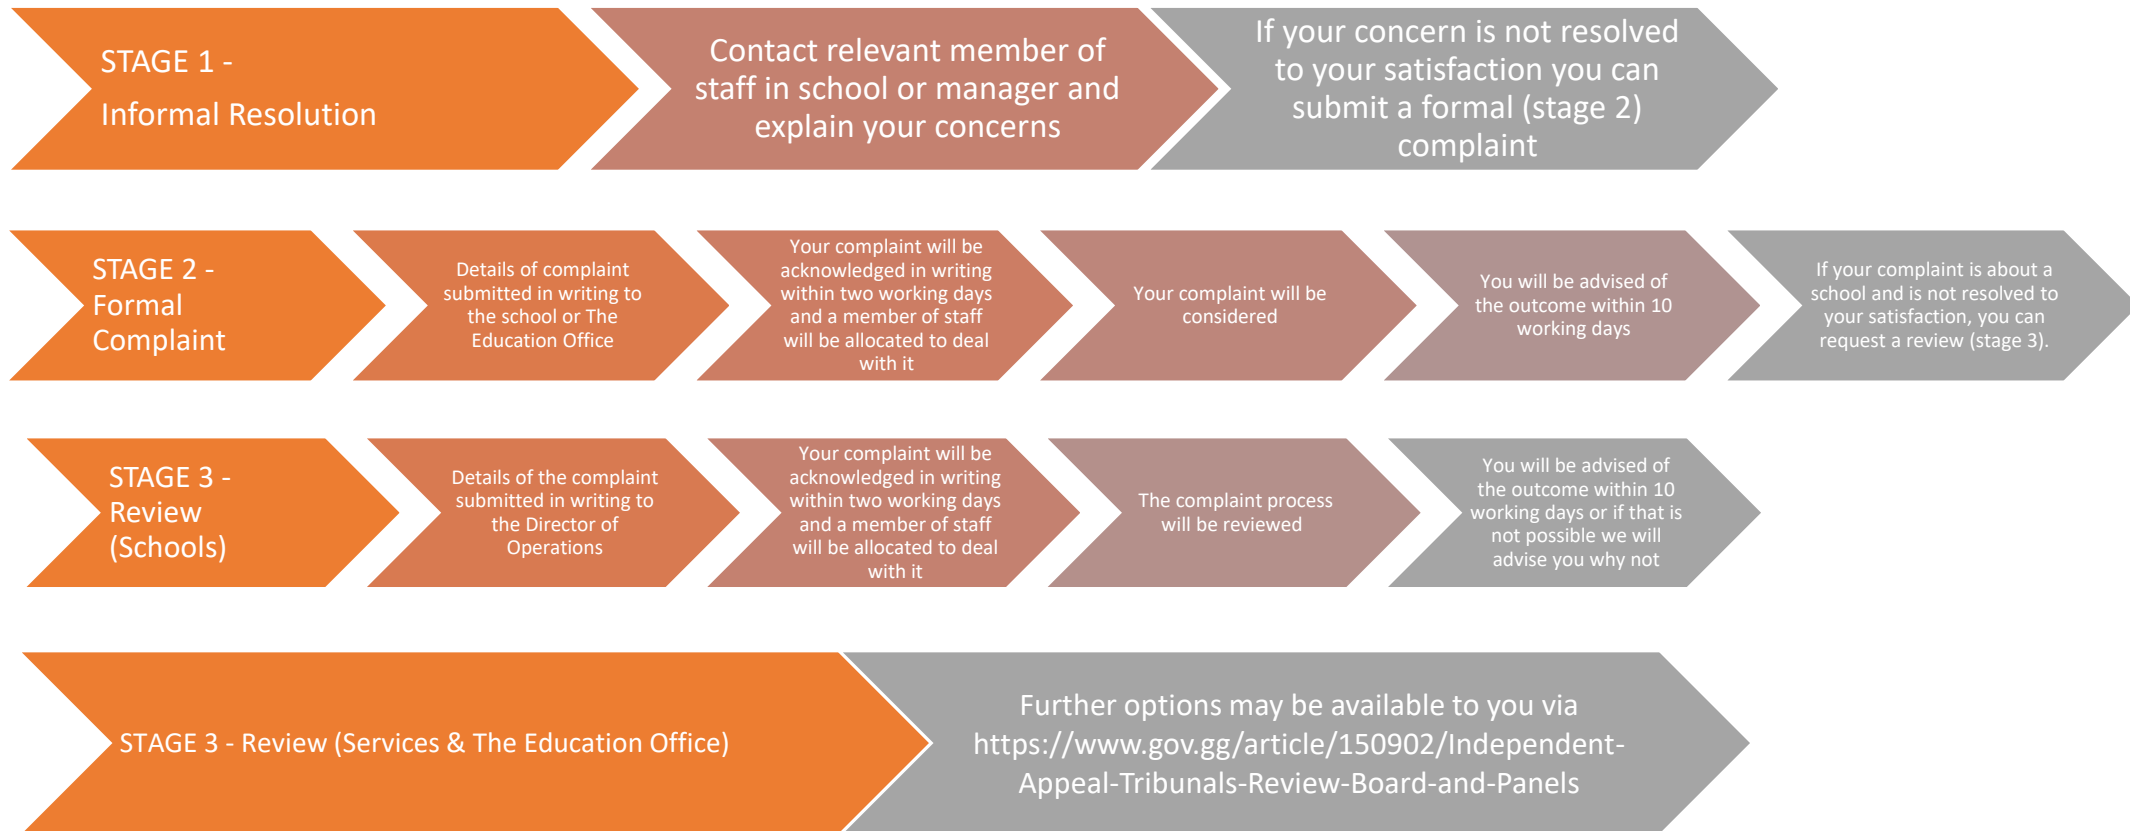 STAGE 1 -
Informal Resolution
Contact relevant member of
staff in school or manager and
explain your concerns
If your concern is not resolved
to your satisfaction you can
submit a formal (stage 2)
complaint
STAGE 2 -
Formal
Complaint
Details of complaint
submitted in writing to
the school or The
Education Office
Your complaint will be
acknowledged in writing
within two working days
and a member of staff
will be allocated to deal
with it
Your complaint will be
considered
You will be advised of
the outcome within 10
working days
If your complaint is about a
school and is not resolved to
your satisfaction, you can
request a review (stage 3).
STAGE 3 -
Review
(Schools)
Details of the complaint
submitted in writing to
the Director of
Operations
Your complaint will be
acknowledged in writing
within two working days
and a member of staff
will be allocated to deal
with it
The complaint process
will be reviewed
You will be advised of
the outcome within 10
working days or if that is
not possible we will
advise you why not
STAGE 3 - Review (Services & The Education Office)
Further options may be available to you via
https://www.gov.gg/article/150902/Independent-
Appeal-Tribunals-Review-Board-and-Panels